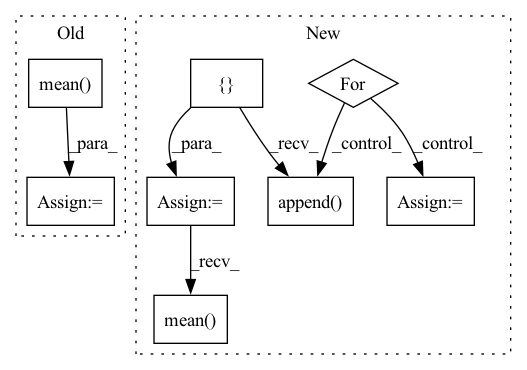 Old
New
mean()
{}
For
_para_
_para_
_recv_
_control_
_control_
Assign:=
Assign:=
append()
Assign:=
_recv_
mean()